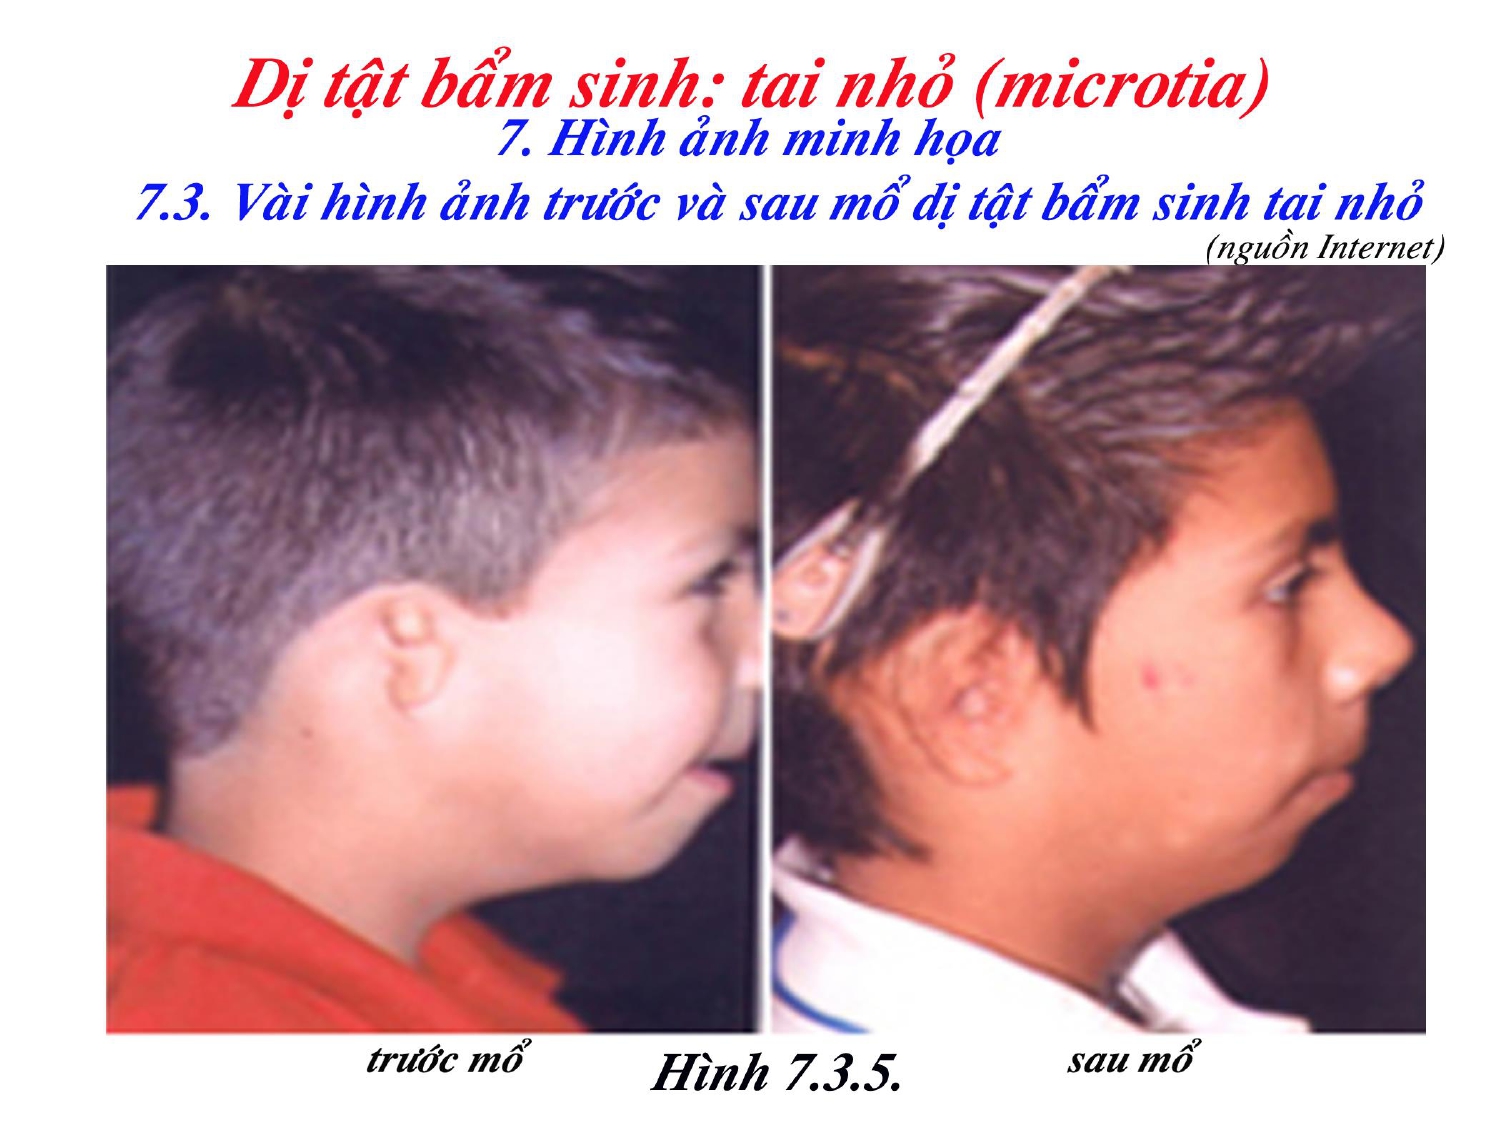 Dị tật bẩm sinh: tai nhỏ (microtia)
7. Hình ảnh minh họa
7.3. Vài hình ảnh trước và sau mổ dị tật bẩm sinh tai nhỏ
(nguồn Internet)
trước mổ
Hình 7.3.5.
sau mổ